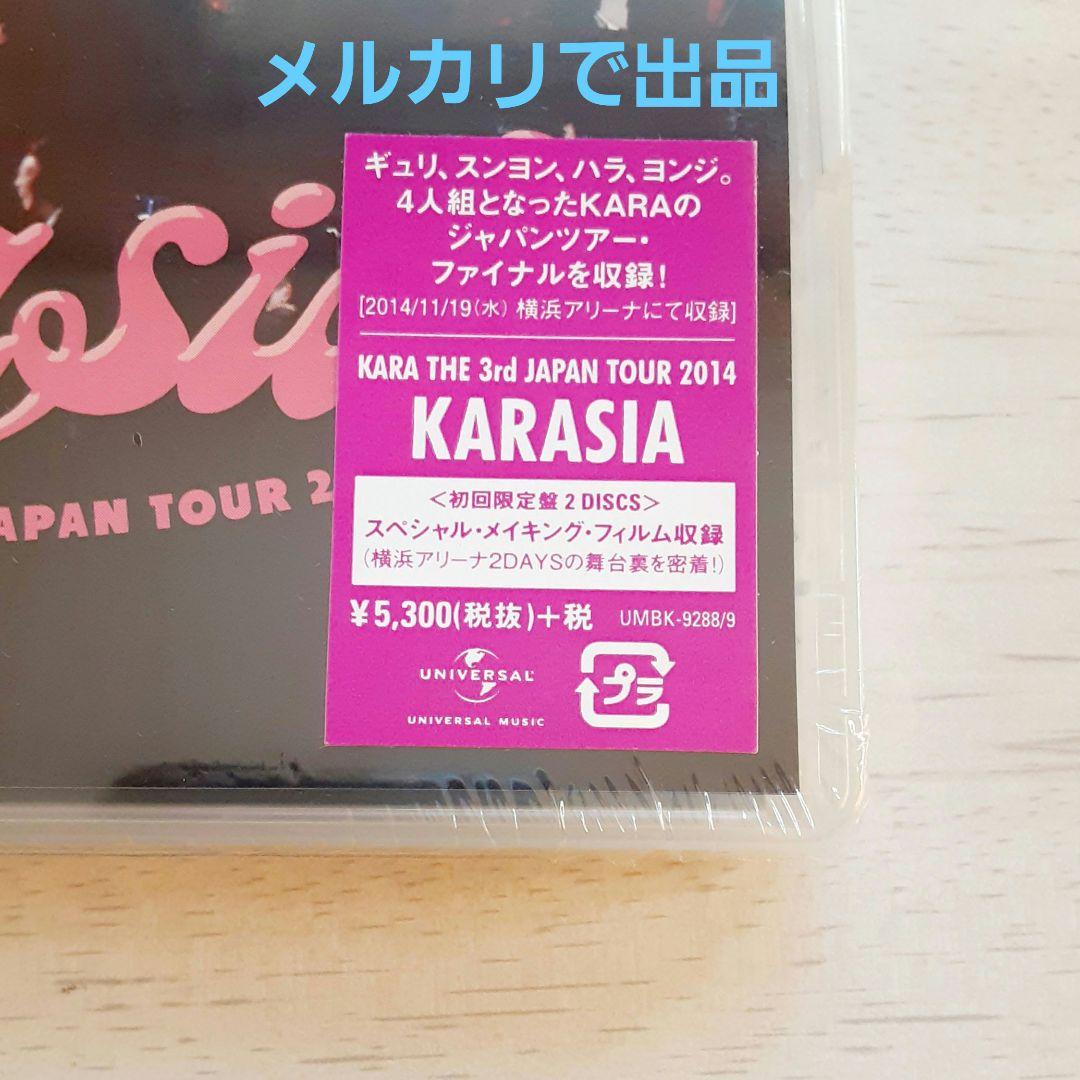 メルカリで出品
ギュリ、スンヨン、ハラ、ヨンジ。
4人組となったKARAの
ジャパンツアー・
ファイナルを収録!
[2014/11/19(水) 横浜アリーナにて収録]
KARA THE 3rd JAPAN TOUR 2014
KARASIA
<初回限定盤 2 DISCS>
スペシャル・メイキング・フィルム収録
(横浜アリーナ2DAYSの舞台裏を密着!)
¥5,300(税抜)+税 UMBK-9288/9
UNIVERSAL
UNIVERSAL MUSIC
プラ
JAPAN TOUR 2